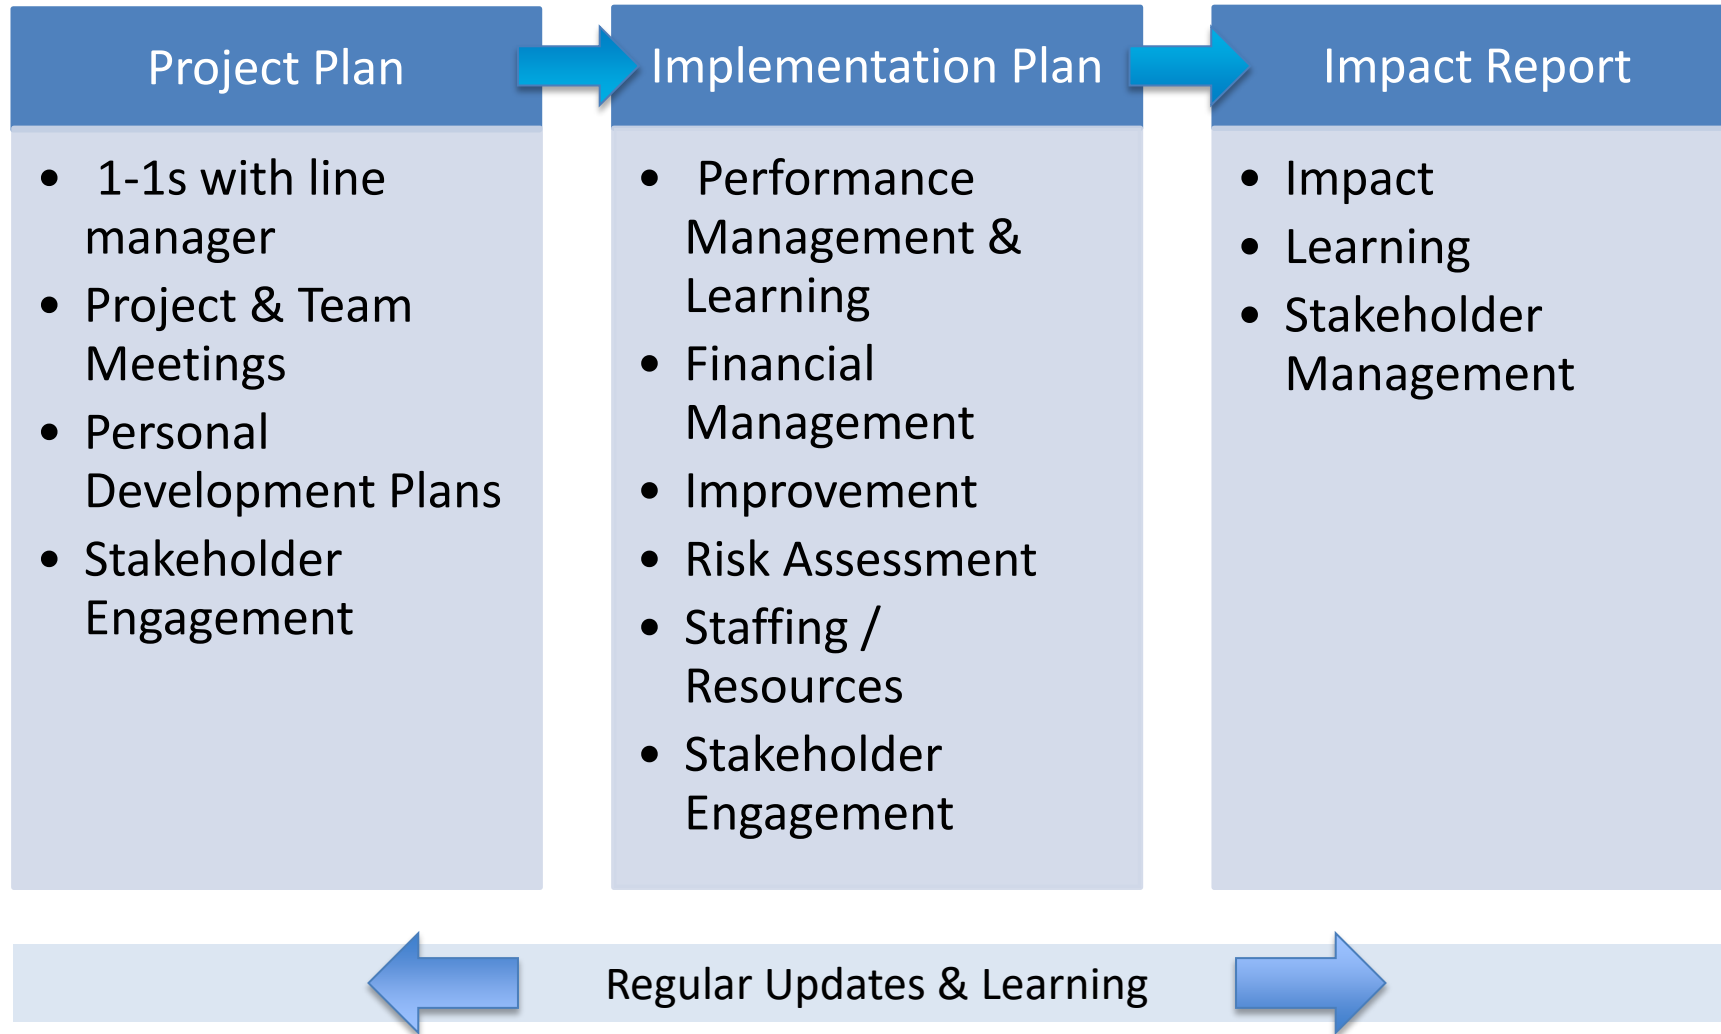 Project Plan
Implementation Plan
Impact Report
• 1-1s with line
manager
• Project & Team
Meetings
• Personal
Development Plans
• Stakeholder
Engagement
• Performance
Management &
Learning
• Financial
Management
• Improvement
• Risk Assessment
• Staffing /
Resources
• Stakeholder
Engagement
• Impact
• Learning
• Stakeholder
Management
Regular Updates & Learning